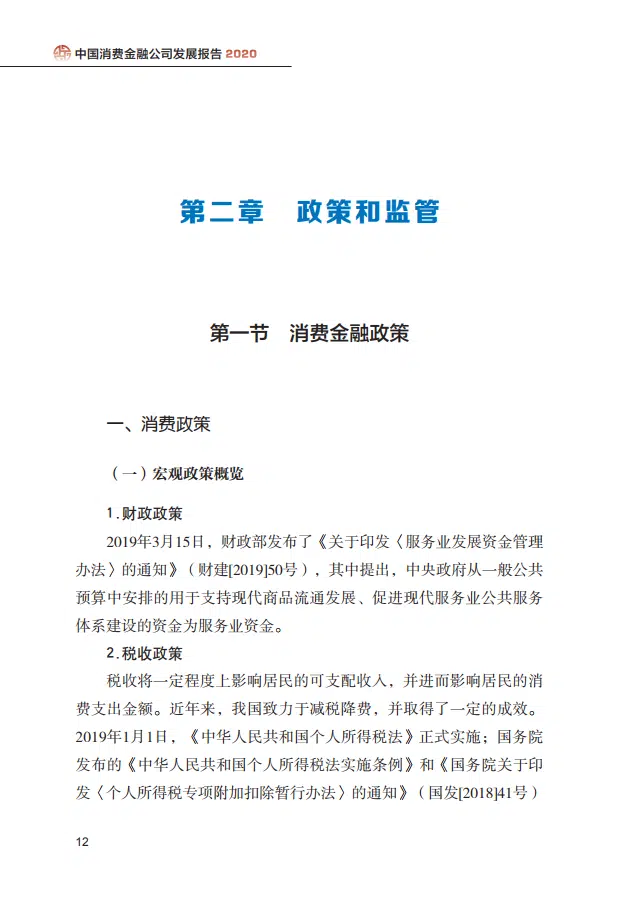 中国消费金融公司发展报告 2020
第二章　政策和监管
第一节　消费金融政策
一、消费政策
（一）宏观政策概览
1.财政政策
2019年3月15日，财政部发布了《关于印发〈服务业发展资金管理
办法〉的通知》（财建[2019]50号），其中提出，中央政府从一般公共
预算中安排的用于支持现代商品流通发展、促进现代服务业公共服务
体系建设的资金为服务业资金。
2.税收政策
税收将一定程度上影响居民的可支配收入，并进而影响居民的消
费支出金额。近年来，我国致力于减税降费，并取得了一定的成效。
2019年1月1日，《中华人民共和国个人所得税法》正式实施；国务院
发布的《中华人民共和国个人所得税法实施条例》和《国务院关于印
发〈个人所得税专项附加扣除暂行办法〉的通知》（国发[2018]41号）
12